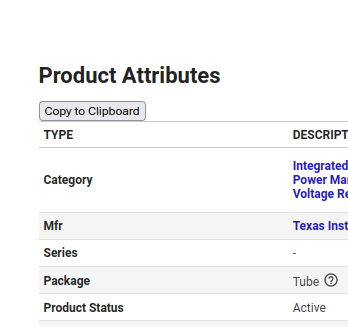 Product Attributes
Copy to Clipboard
TYPE DESCRIPT
Category Integrated
Power Ma
Voltage Re
Mfr Texas Inst
Series -
Package Tube ?
Product Status Active